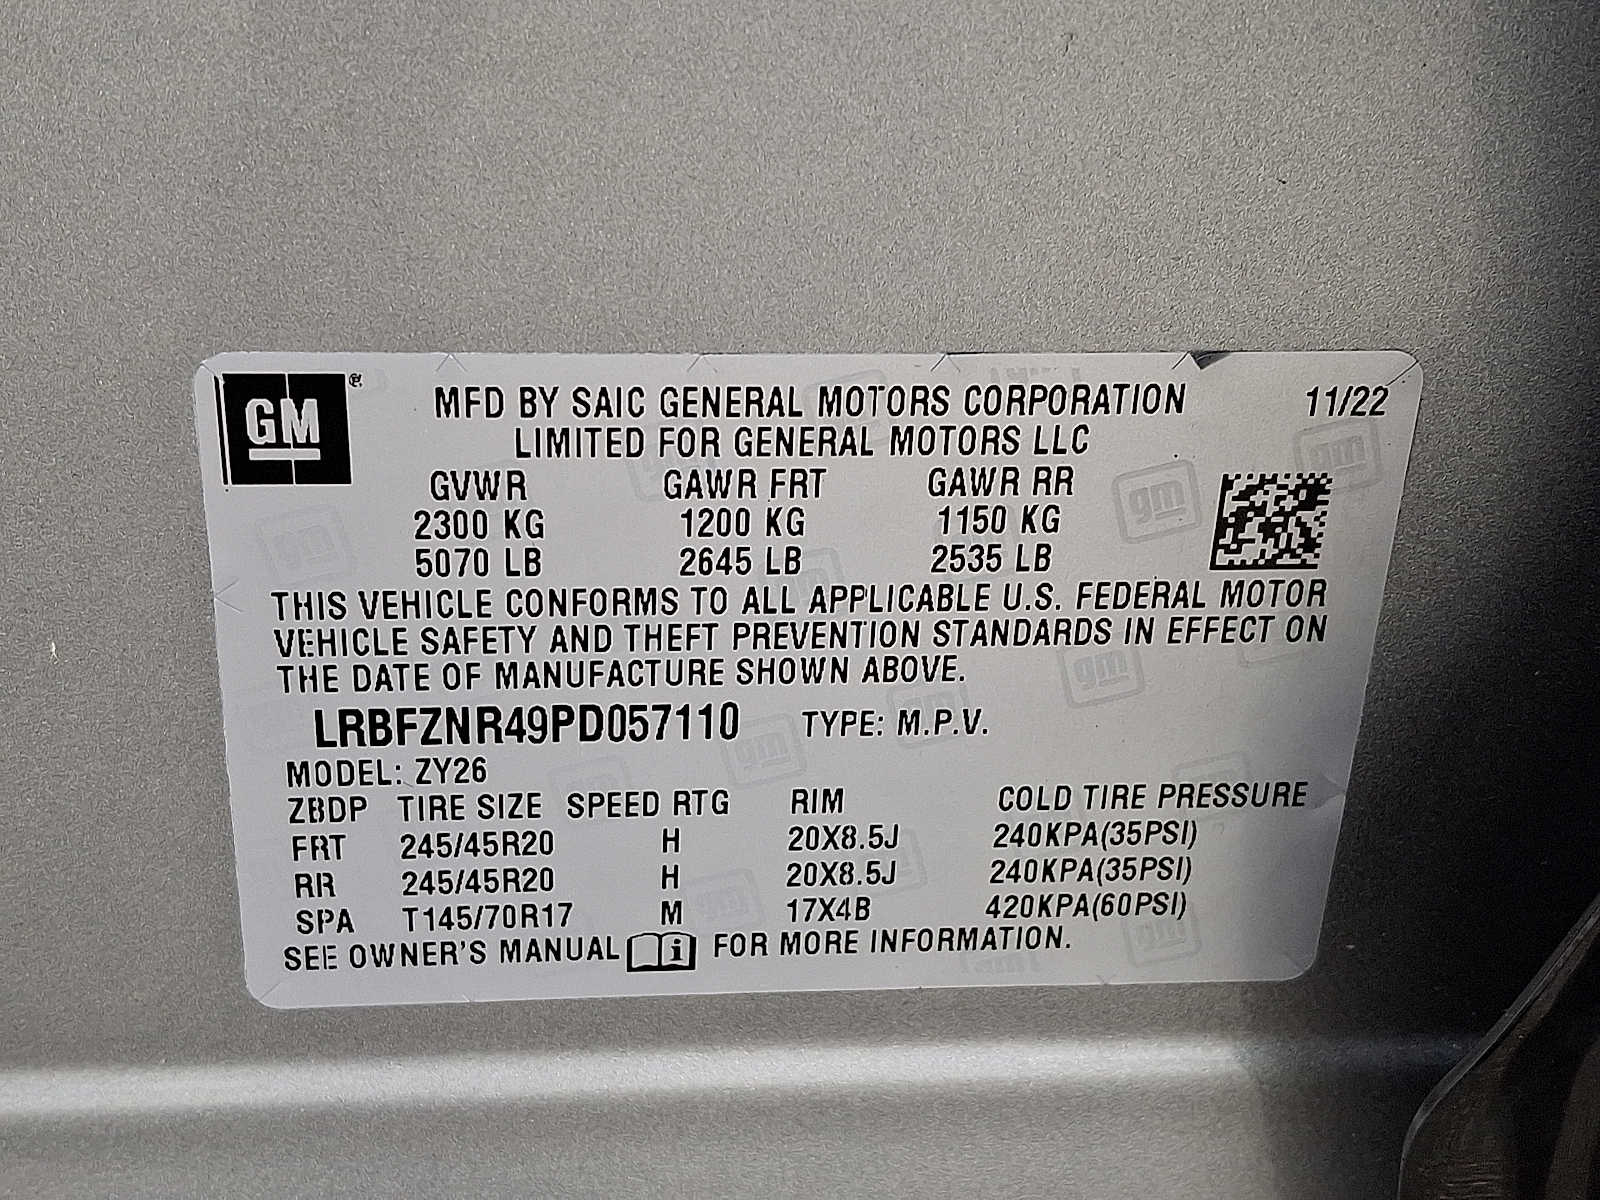 GM ®
MFD BY SAIC GENERAL MOTORS CORPORATION 11/22
LIMITED FOR GENERAL MOTORS LLC
GVWR GAWR FRT GAWR RR
2300 KG 1200 KG 1150 KG
5070 LB 2645 LB 2535 LB
THIS VEHICLE CONFORMS TO ALL APPLICABLE U.S. FEDERAL MOTOR
VEHICLE SAFETY AND THEFT PREVENTION STANDARDS IN EFFECT ON
THE DATE OF MANUFACTURE SHOWN ABOVE.
LRBFZNR49PD057110 TYPE: M.P.V.
MODEL: ZY26
ZBDP TIRE SIZE SPEED RTG RIM COLD TIRE PRESSURE
FRT 245/45R20 H 20X8.5J 240KPA(35PSI)
RR 245/45R20 H 20X8.5J 240KPA(35PSI)
SPA T145/70R17 M 17X4B 420KPA(60PSI)
SEE OWNER'S MANUAL i FOR MORE INFORMATION.